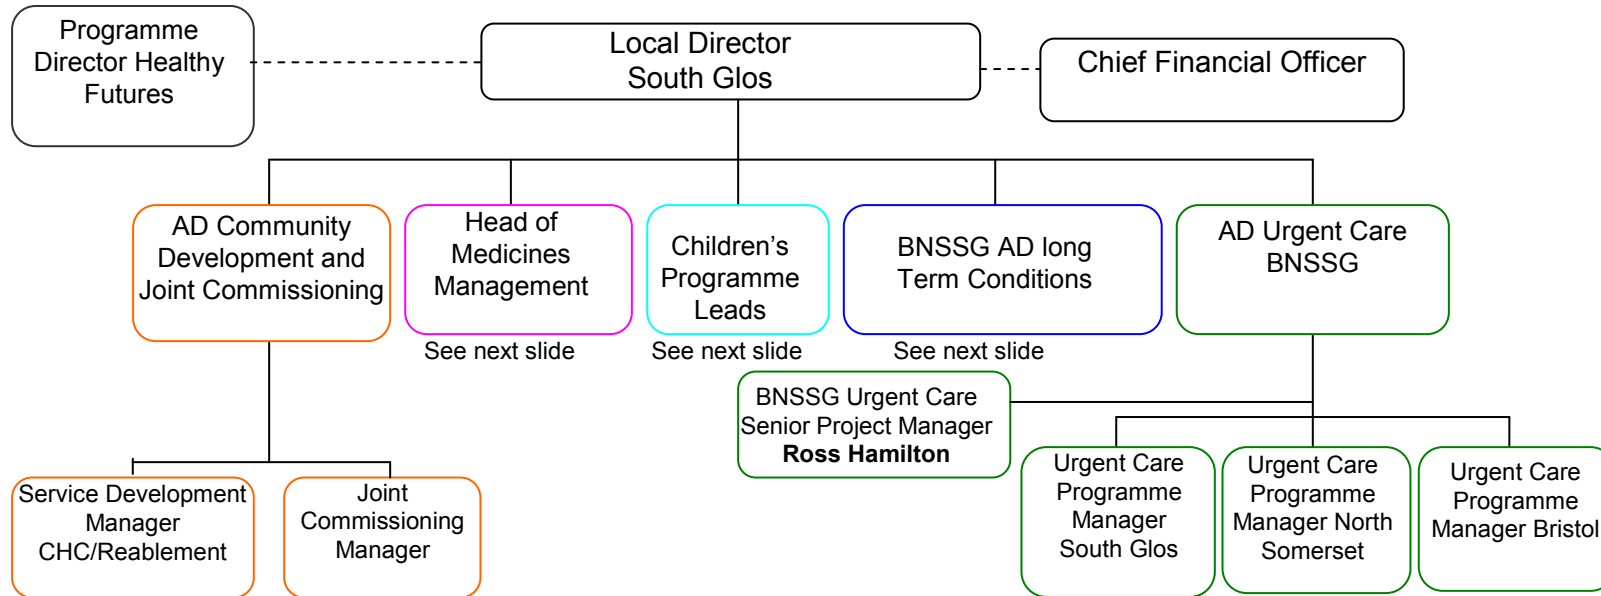 Programme
Director Healthy
Futures
Local Director
South Glos
Chief Financial Officer
AD Community
Development and
Joint Commissioning
Head of
Medicines
Management
Children’s
Programme
Leads
BNSSG AD long
Term Conditions
AD Urgent Care
BNSSG
See next slide
See next slide
See next slide
BNSSG Urgent Care
Senior Project Manager
Ross Hamilton
Service Development
Manager
CHC/Reablement
Joint
Commissioning
Manager
Urgent Care
Programme
Manager
South Glos
Urgent Care
Programme
Manager North
Somerset
Urgent Care
Programme
Manager Bristol